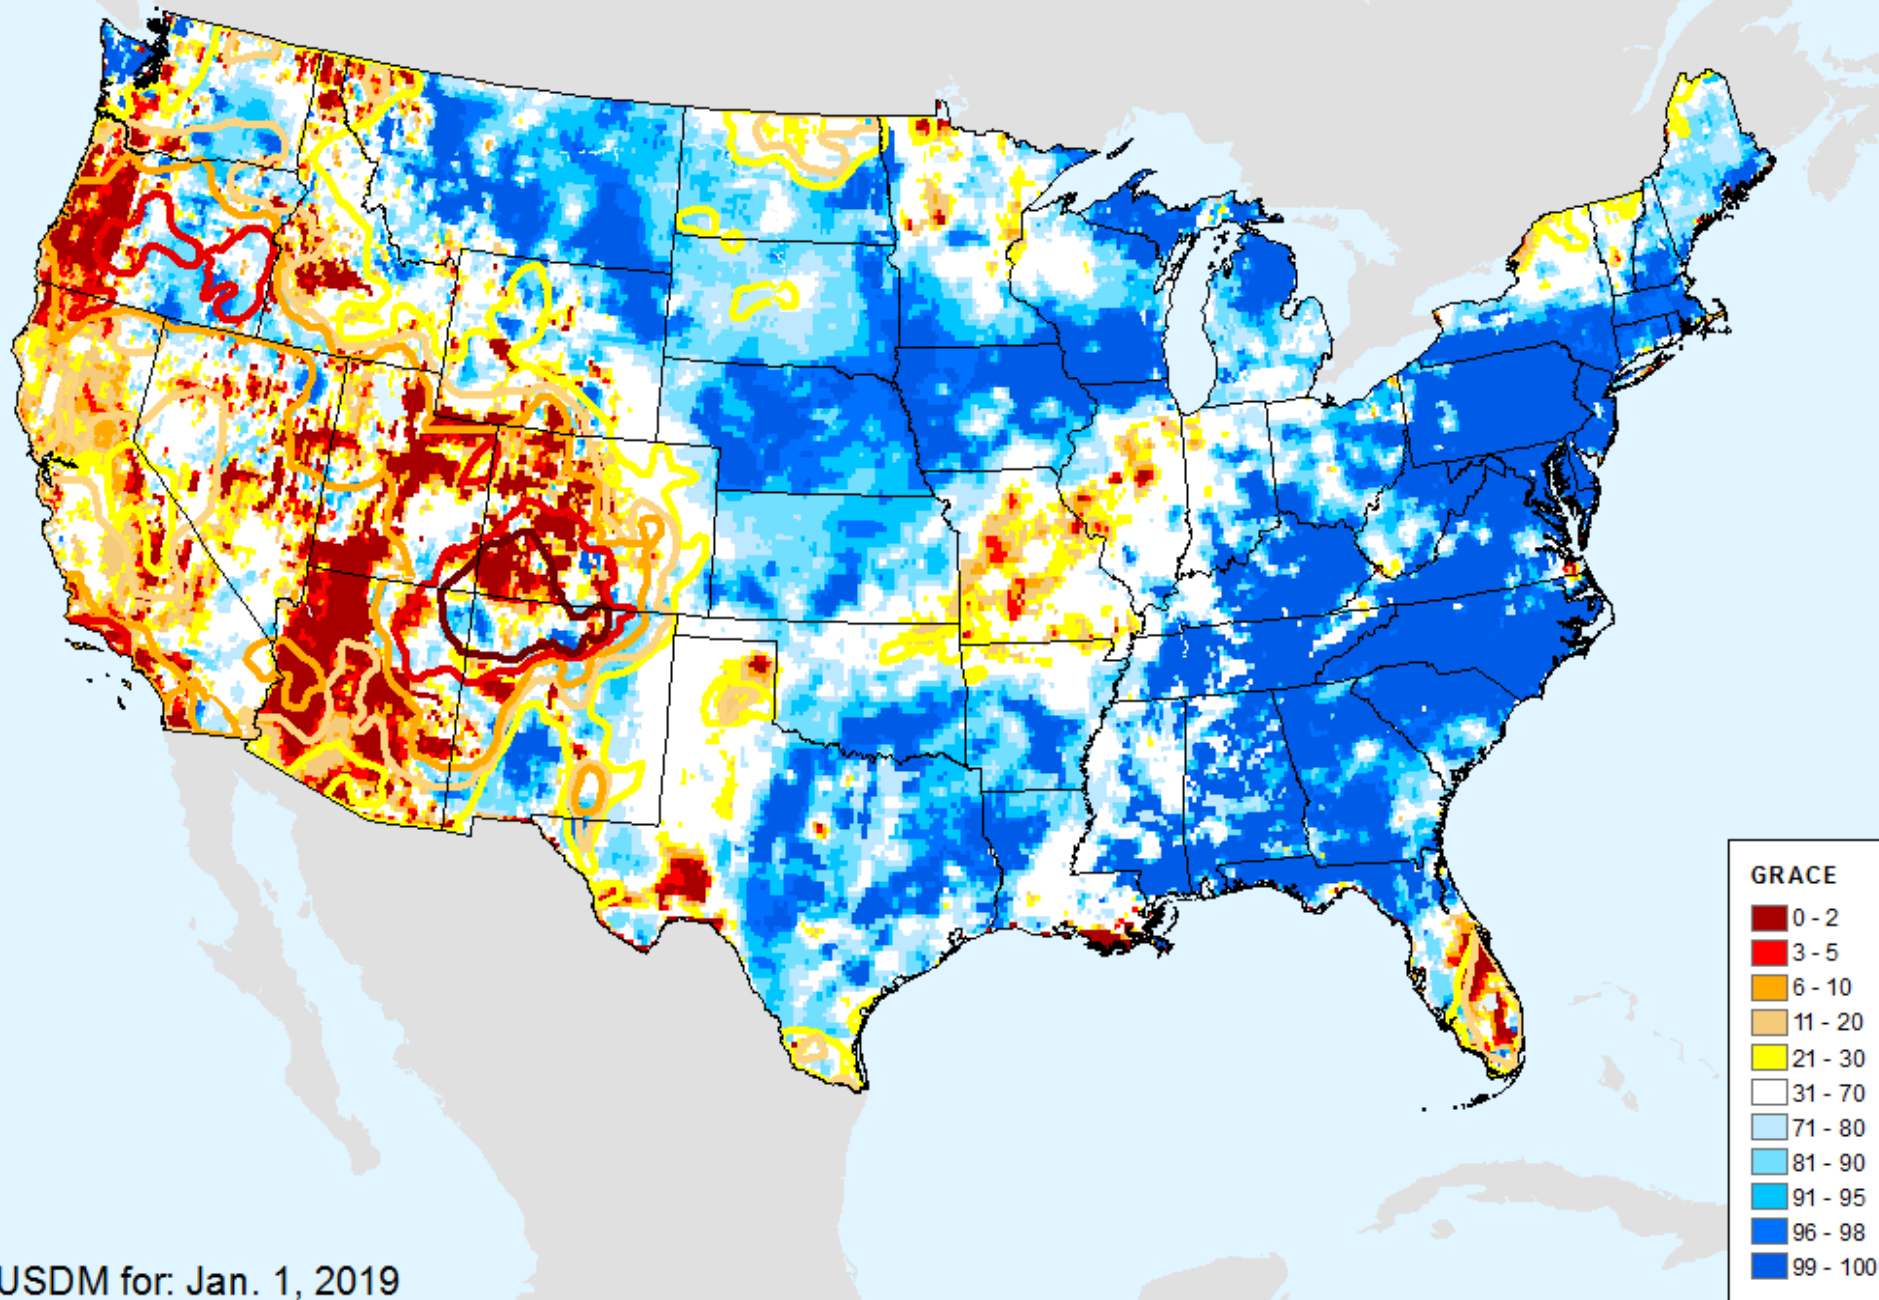 GRACE
0 - 2
3 - 5
6 - 10
11 - 20
21 - 30
31 - 70
71 - 80
81 - 90
91 - 95
96 - 98
99 - 100
USDM for: Jan. 1, 2019